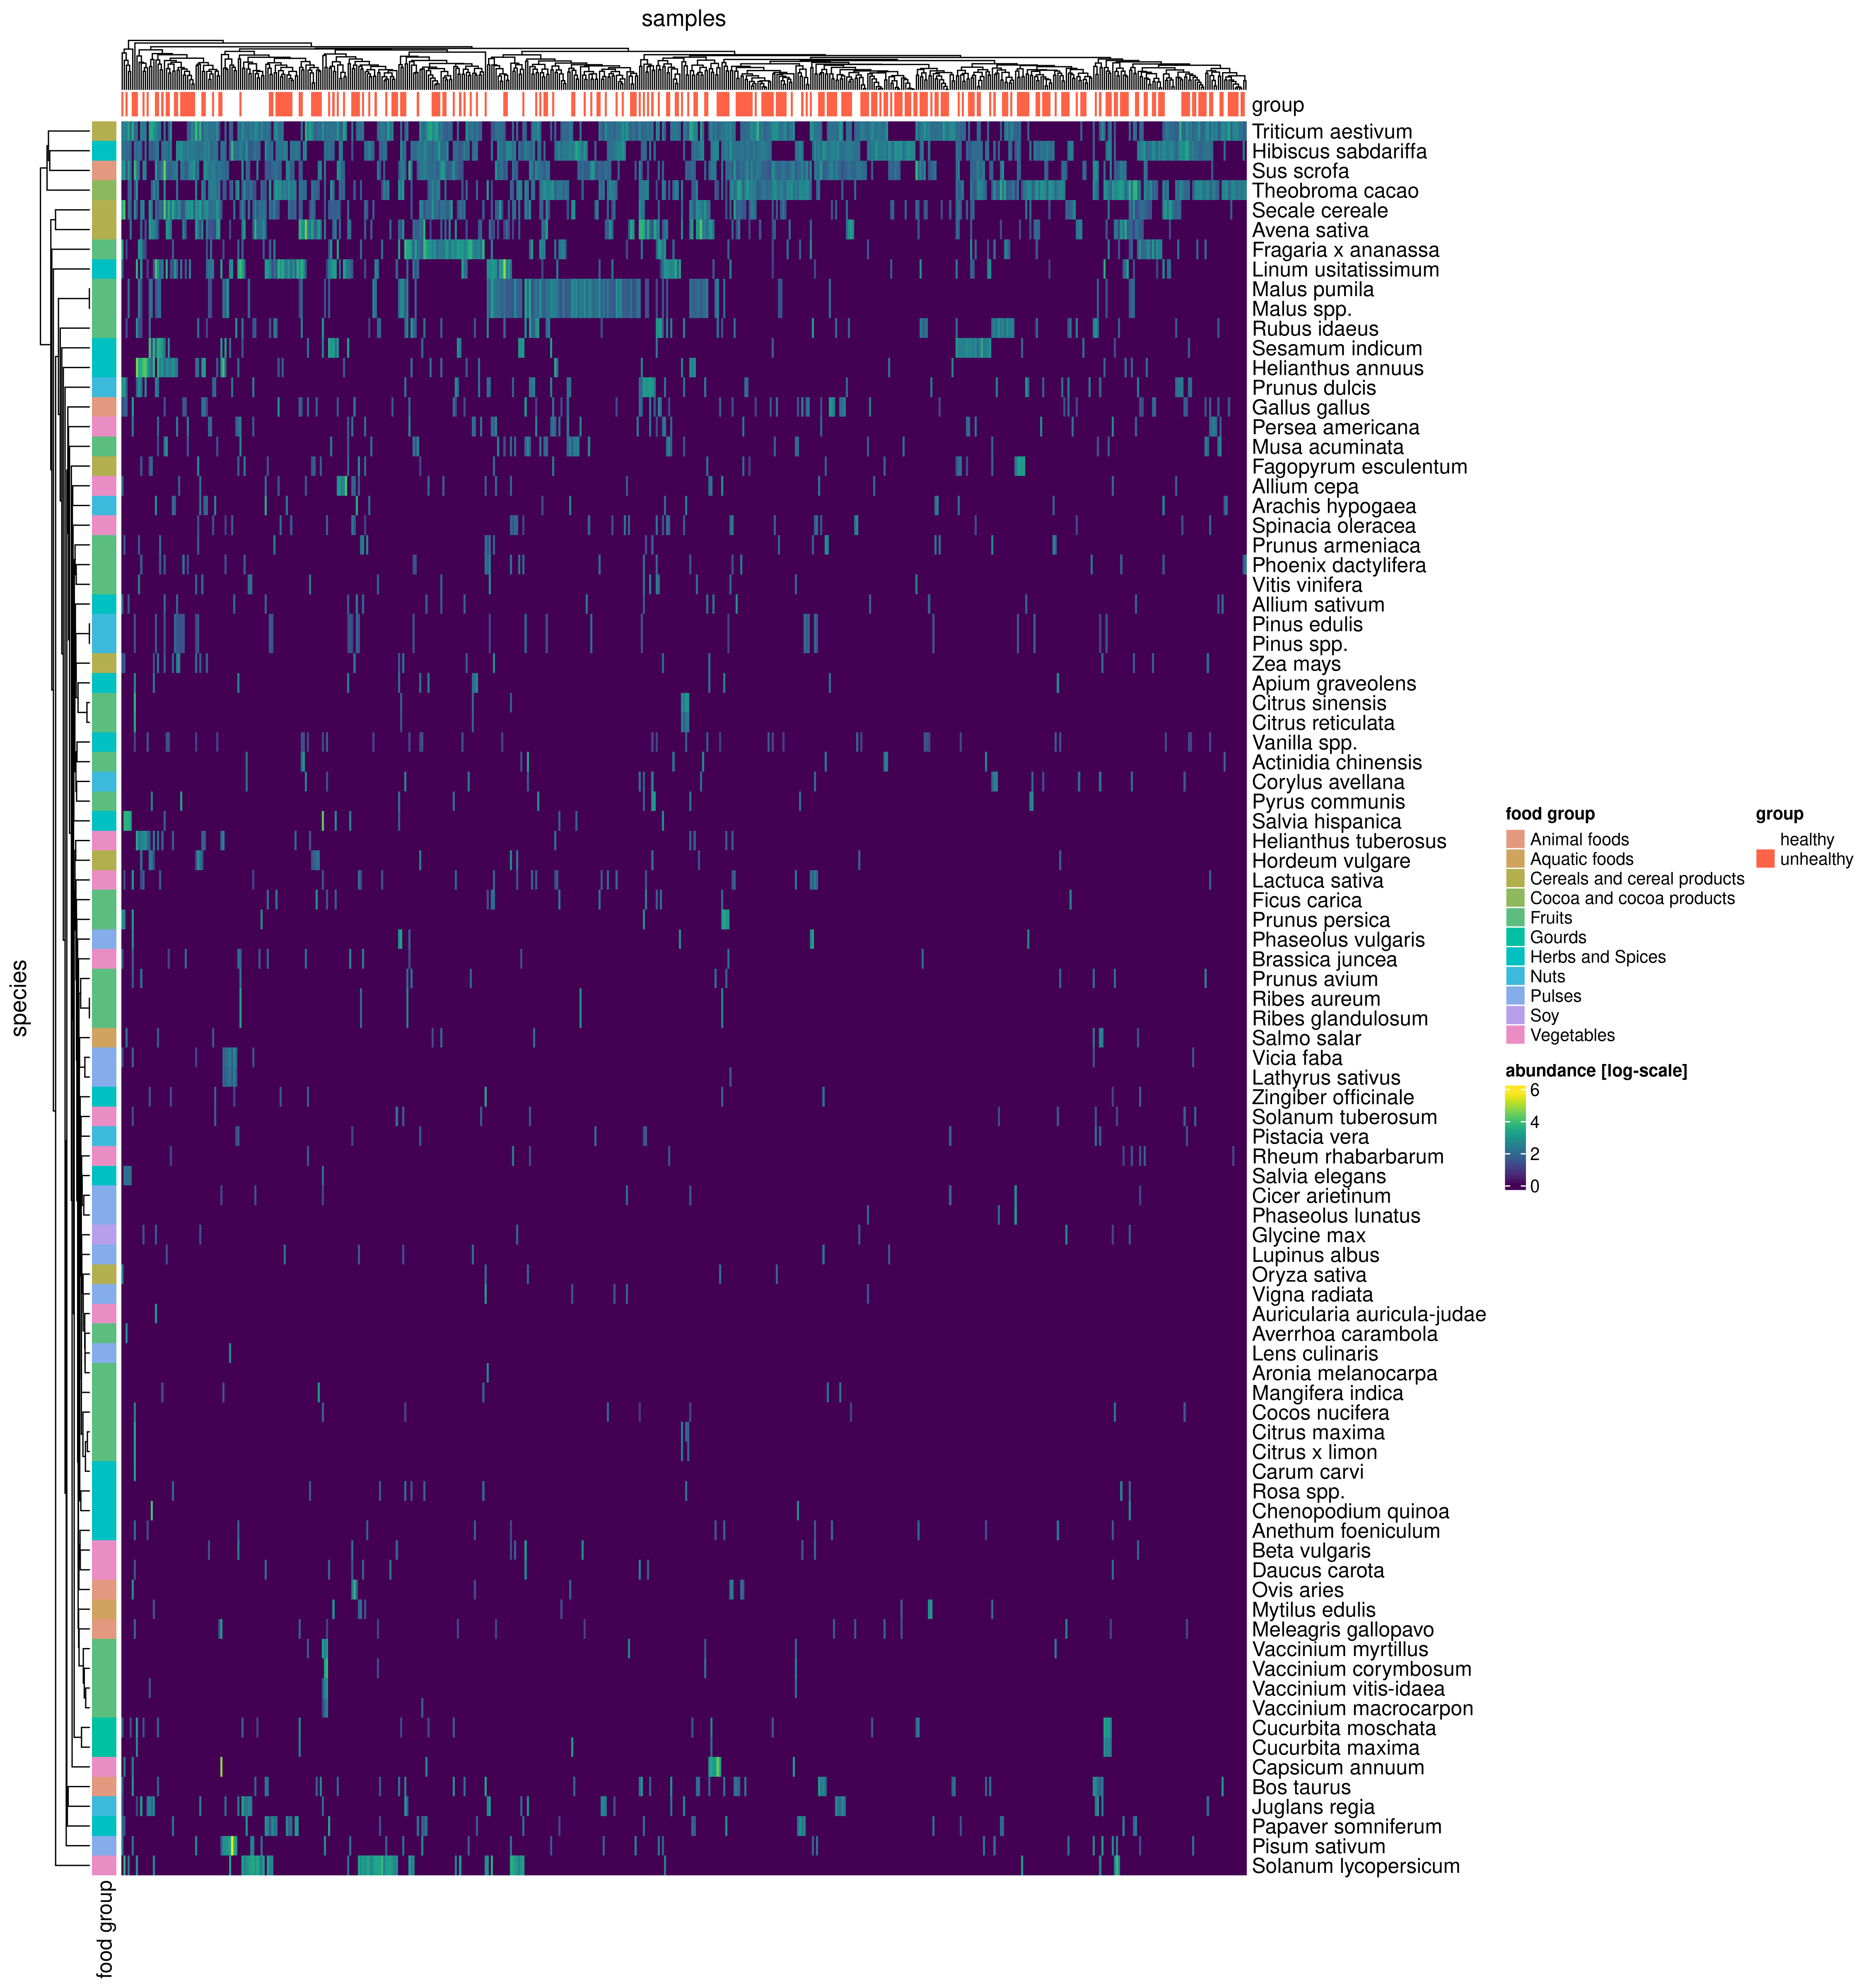 samples
group
Triticum aestivum
Hibiscus sabdariffa
Sus scrofa
Theobroma cacao
Secale cereale
Avena sativa
Fragaria x ananassa
Linum usitatissimum
Malus pumila
Malus spp.
Rubus idaeus
Sesamum indicum
Helianthus annuus
Prunus dulcis
Gallus gallus
Persea americana
Musa acuminata
Fagopyrum esculentum
Allium cepa
Arachis hypogaea
Spinacia oleracea
Prunus armeniaca
Phoenix dactylifera
Vitis vinifera
Allium sativum
Pinus edulis
Pinus spp.
Zea mays
Apium graveolens
Citrus sinensis
Citrus reticulata
Vanilla spp.
Actinidia chinensis
Corylus avellana
Pyrus communis
Salvia hispanica
Helianthus tuberosus
Hordeum vulgare
Lactuca sativa
Ficus carica
Prunus persica
Phaseolus vulgaris
Brassica juncea
Prunus avium
Ribes aureum
Ribes glandulosum
Salmo salar
Vicia faba
Lathyrus sativus
Zingiber officinale
Solanum tuberosum
Pistacia vera
Rheum rhabarbarum
Salvia elegans
Cicer arietinum
Phaseolus lunatus
Glycine max
Lupinus albus
Oryza sativa
Vigna radiata
Auricularia auricula-judae
Averrhoa carambola
Lens culinaris
Aronia melanocarpa
Mangifera indica
Cocos nucifera
Citrus maxima
Citrus x limon
Carum carvi
Rosa spp.
Chenopodium quinoa
Anethum foeniculum
Beta vulgaris
Daucus carota
Ovis aries
Mytilus edulis
Meleagris gallopavo
Vaccinium myrtillus
Vaccinium corymbosum
Vaccinium vitis-idaea
Vaccinium macrocarpon
Cucurbita moschata
Cucurbita maxima
Capsicum annuum
Bos taurus
Juglans regia
Papaver somniferum
Pisum sativum
Solanum lycopersicum
species
food group
food group
Animal foods
Aquatic foods
Cereals and cereal products
Cocoa and cocoa products
Fruits
Gourds
Herbs and Spices
Nuts
Pulses
Soy
Vegetables
group
healthy
unhealthy
abundance [log-scale]
6
4
2
0